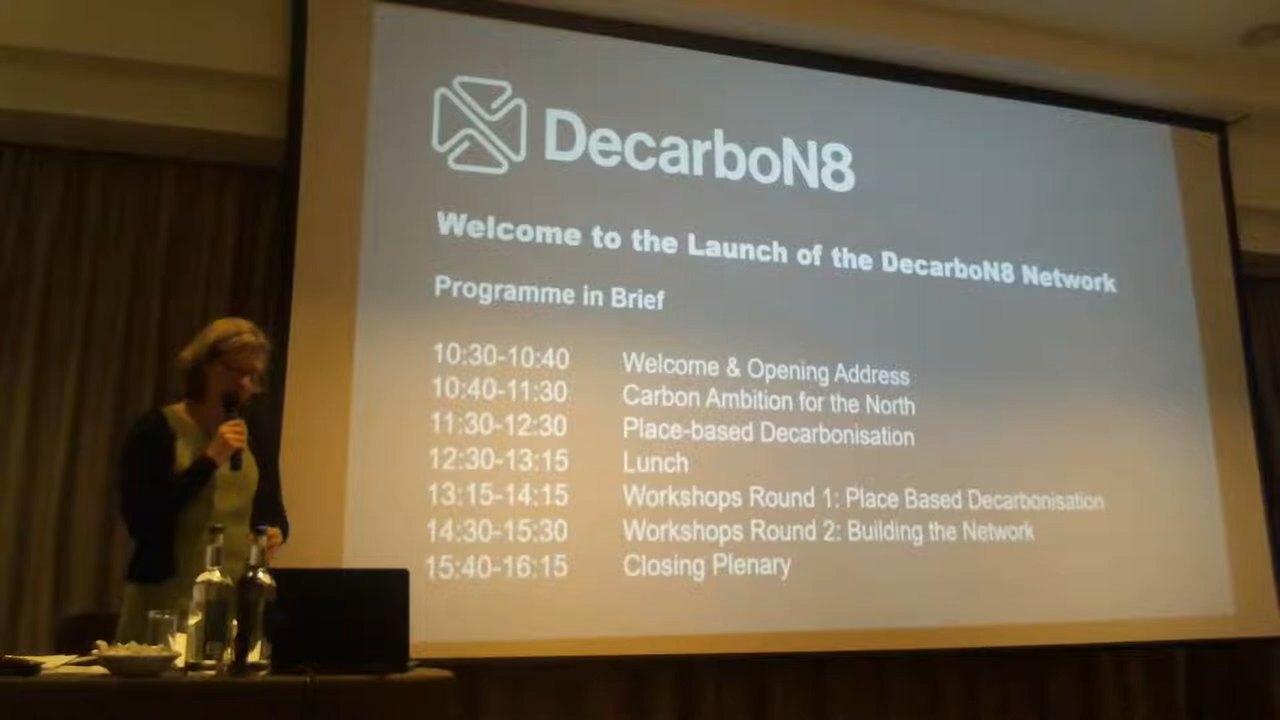 DecarboN8
Welcome to the Launch of the DecarboN8 Network
Programme in Brief
10:30-10:40 Welcome & Opening Address
10:40-11:30 Carbon Ambition for the North
11:30-12:30 Place-based Decarbonisation
12:30-13:15 Lunch
13:15-14:15 Workshops Round 1: Place Based Decarbonisation
14:30-15:30 Workshops Round 2: Building the Network
15:40-16:15 Closing Plenary